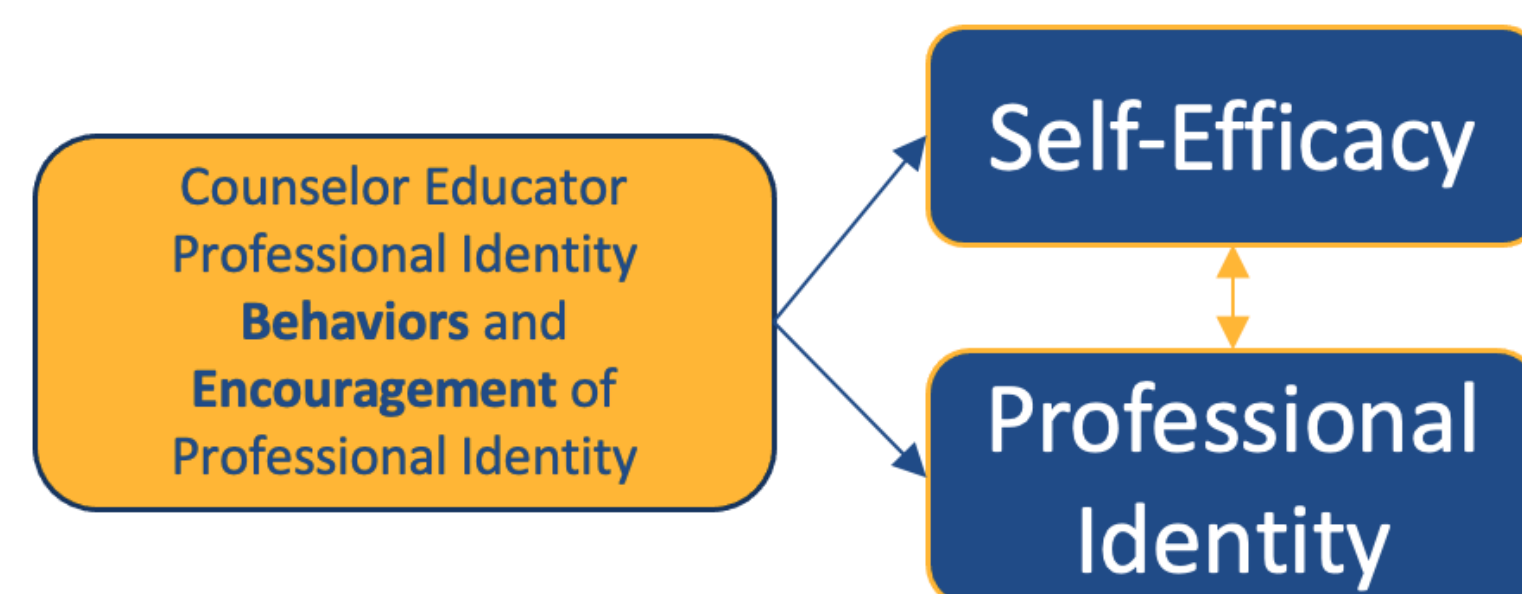 Counselor Educator
Professional Identity
Behaviors and
Encouragement of
Professional Identity
Self-Efficacy
Professional
Identity